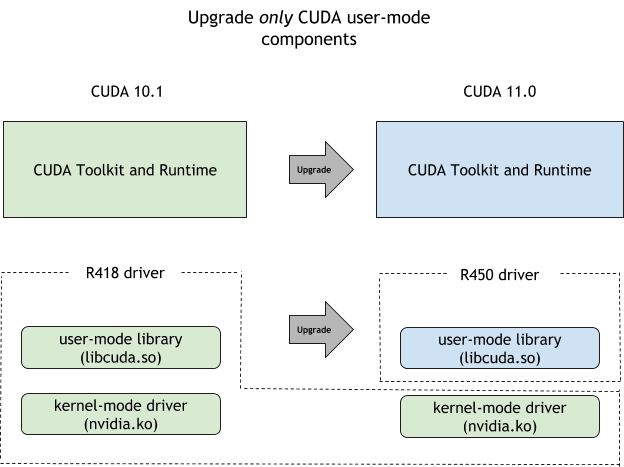 Upgrade only CUDA user-mode
components
CUDA 10.1
CUDA 11.0
CUDA Toolkit and Runtime
Upgrade
CUDA Toolkit and Runtime
R418 driver
R450 driver
user-mode library
(libcuda.so)
Upgrade
user-mode library
(libcuda.so)
kernel-mode driver
(nvidia.ko)
kernel-mode driver
(nvidia.ko)